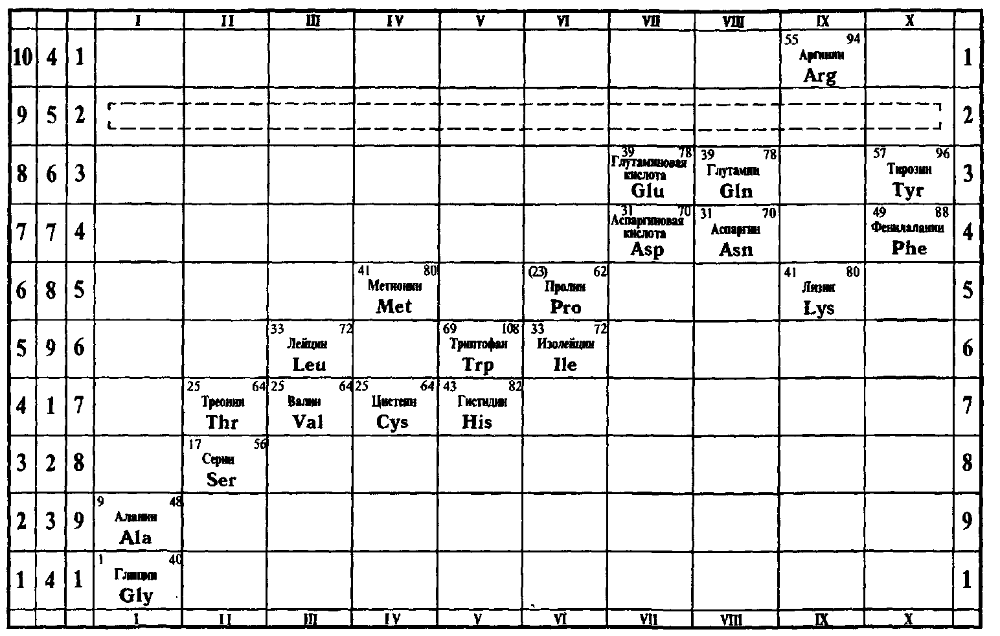 I II III IV V VI VII VIII IX X
10 4 1 55 94 1
Аргинин
Arg
9 5 2 2
8 6 3 39 78 39 78 57 96 3
Глутаминовая кислота Глутамин Тирозин
Glu Gln Tyr
7 7 4 31 70 31 70 49 88 4
Аспаргиновая кислота Аспаргин Фенилаланин
Asp Asn Phe
6 8 5 41 80 (23) 62 41 80 5
Метионин Пролин Лизин
Met Pro Lys
5 9 6 33 72 69 108 33 72 6
Лейцин Триптофан Изолейцин
Leu Trp Ile
4 1 7 25 64 25 64 25 64 43 82 7
Треонин Валин Цистеин Гистидин
Thr Val Cys His
3 2 8 17 56 8
Серин
Ser
2 3 9 9 48 9
Аланин
Ala
1 4 1 1 40 1
Глицин
Gly
I II III IV V VI VII VIII IX X